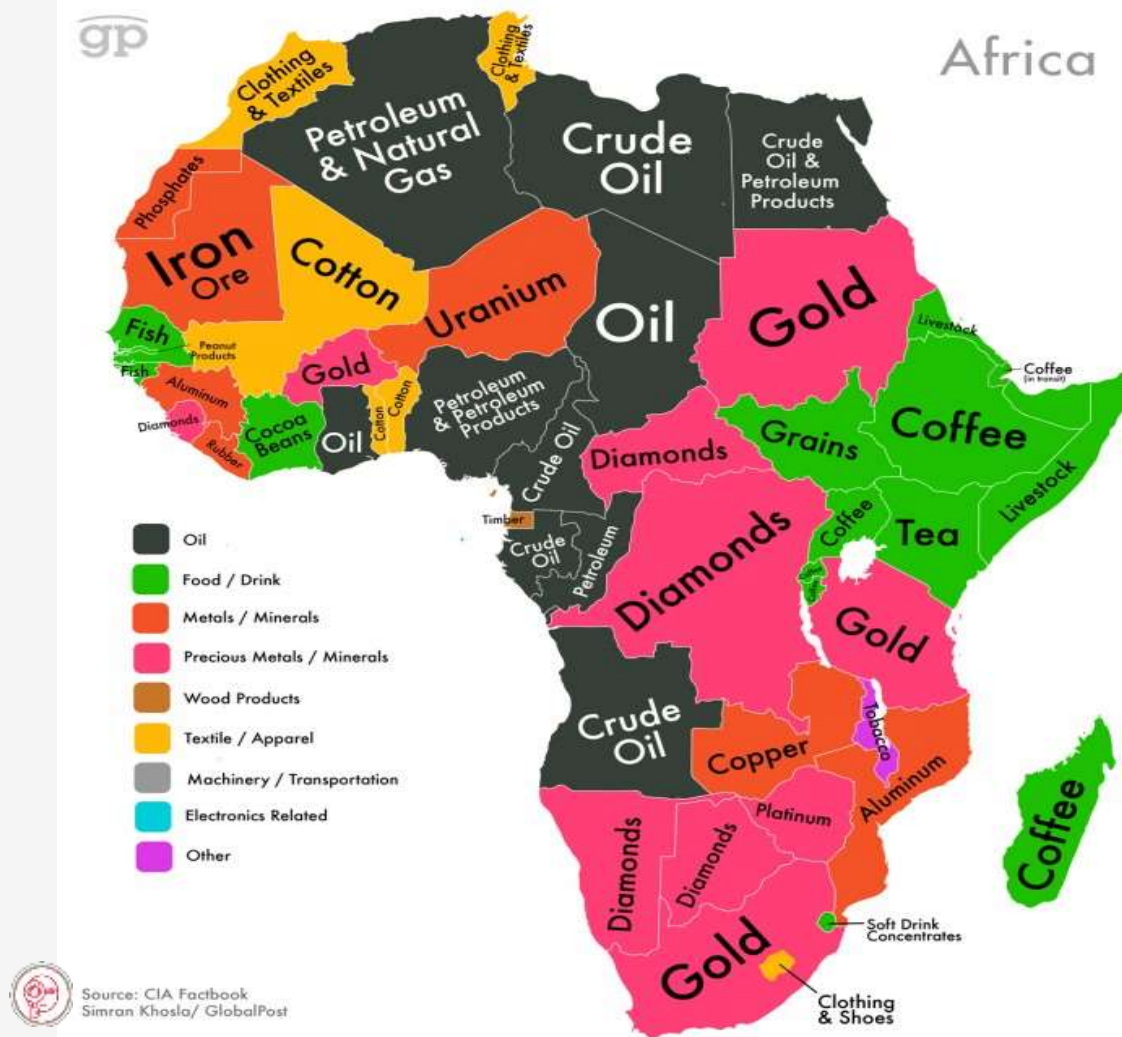 gp
Africa
Clothing
& Textiles
Clothing
& Textiles
Petroleum
& Natural
Gas
Crude
Oil
Crude
Oil &
Petroleum
Products
Phosphates
Iron
Ore
Cotton
Uranium
Oil
Gold
Livestock
Coffee
(in transit)
Fish
Peanut
Products
Fish
Aluminum
Diamonds
Rubber
Cocoa
Beans
Gold
Oil
Cotton
Cotton
Petroleum
& Petroleum
Products
Crude Oil
Diamonds
Grains
Coffee
Livestock
Timber
Crude
Oil
Petroleum
Diamonds
Coffee
Tea
Coffee
Gold
Oil
Food / Drink
Metals / Minerals
Precious Metals / Minerals
Wood Products
Textile / Apparel
Machinery / Transportation
Electronics Related
Other
Crude
Oil
Copper
Tobacco
Aluminum
Platinum
Diamonds
Diamonds
Coffee
Gold
Soft Drink
Concentrates
Clothing
& Shoes
Source: CIA Factbook
Simran Khosla/ GlobalPost